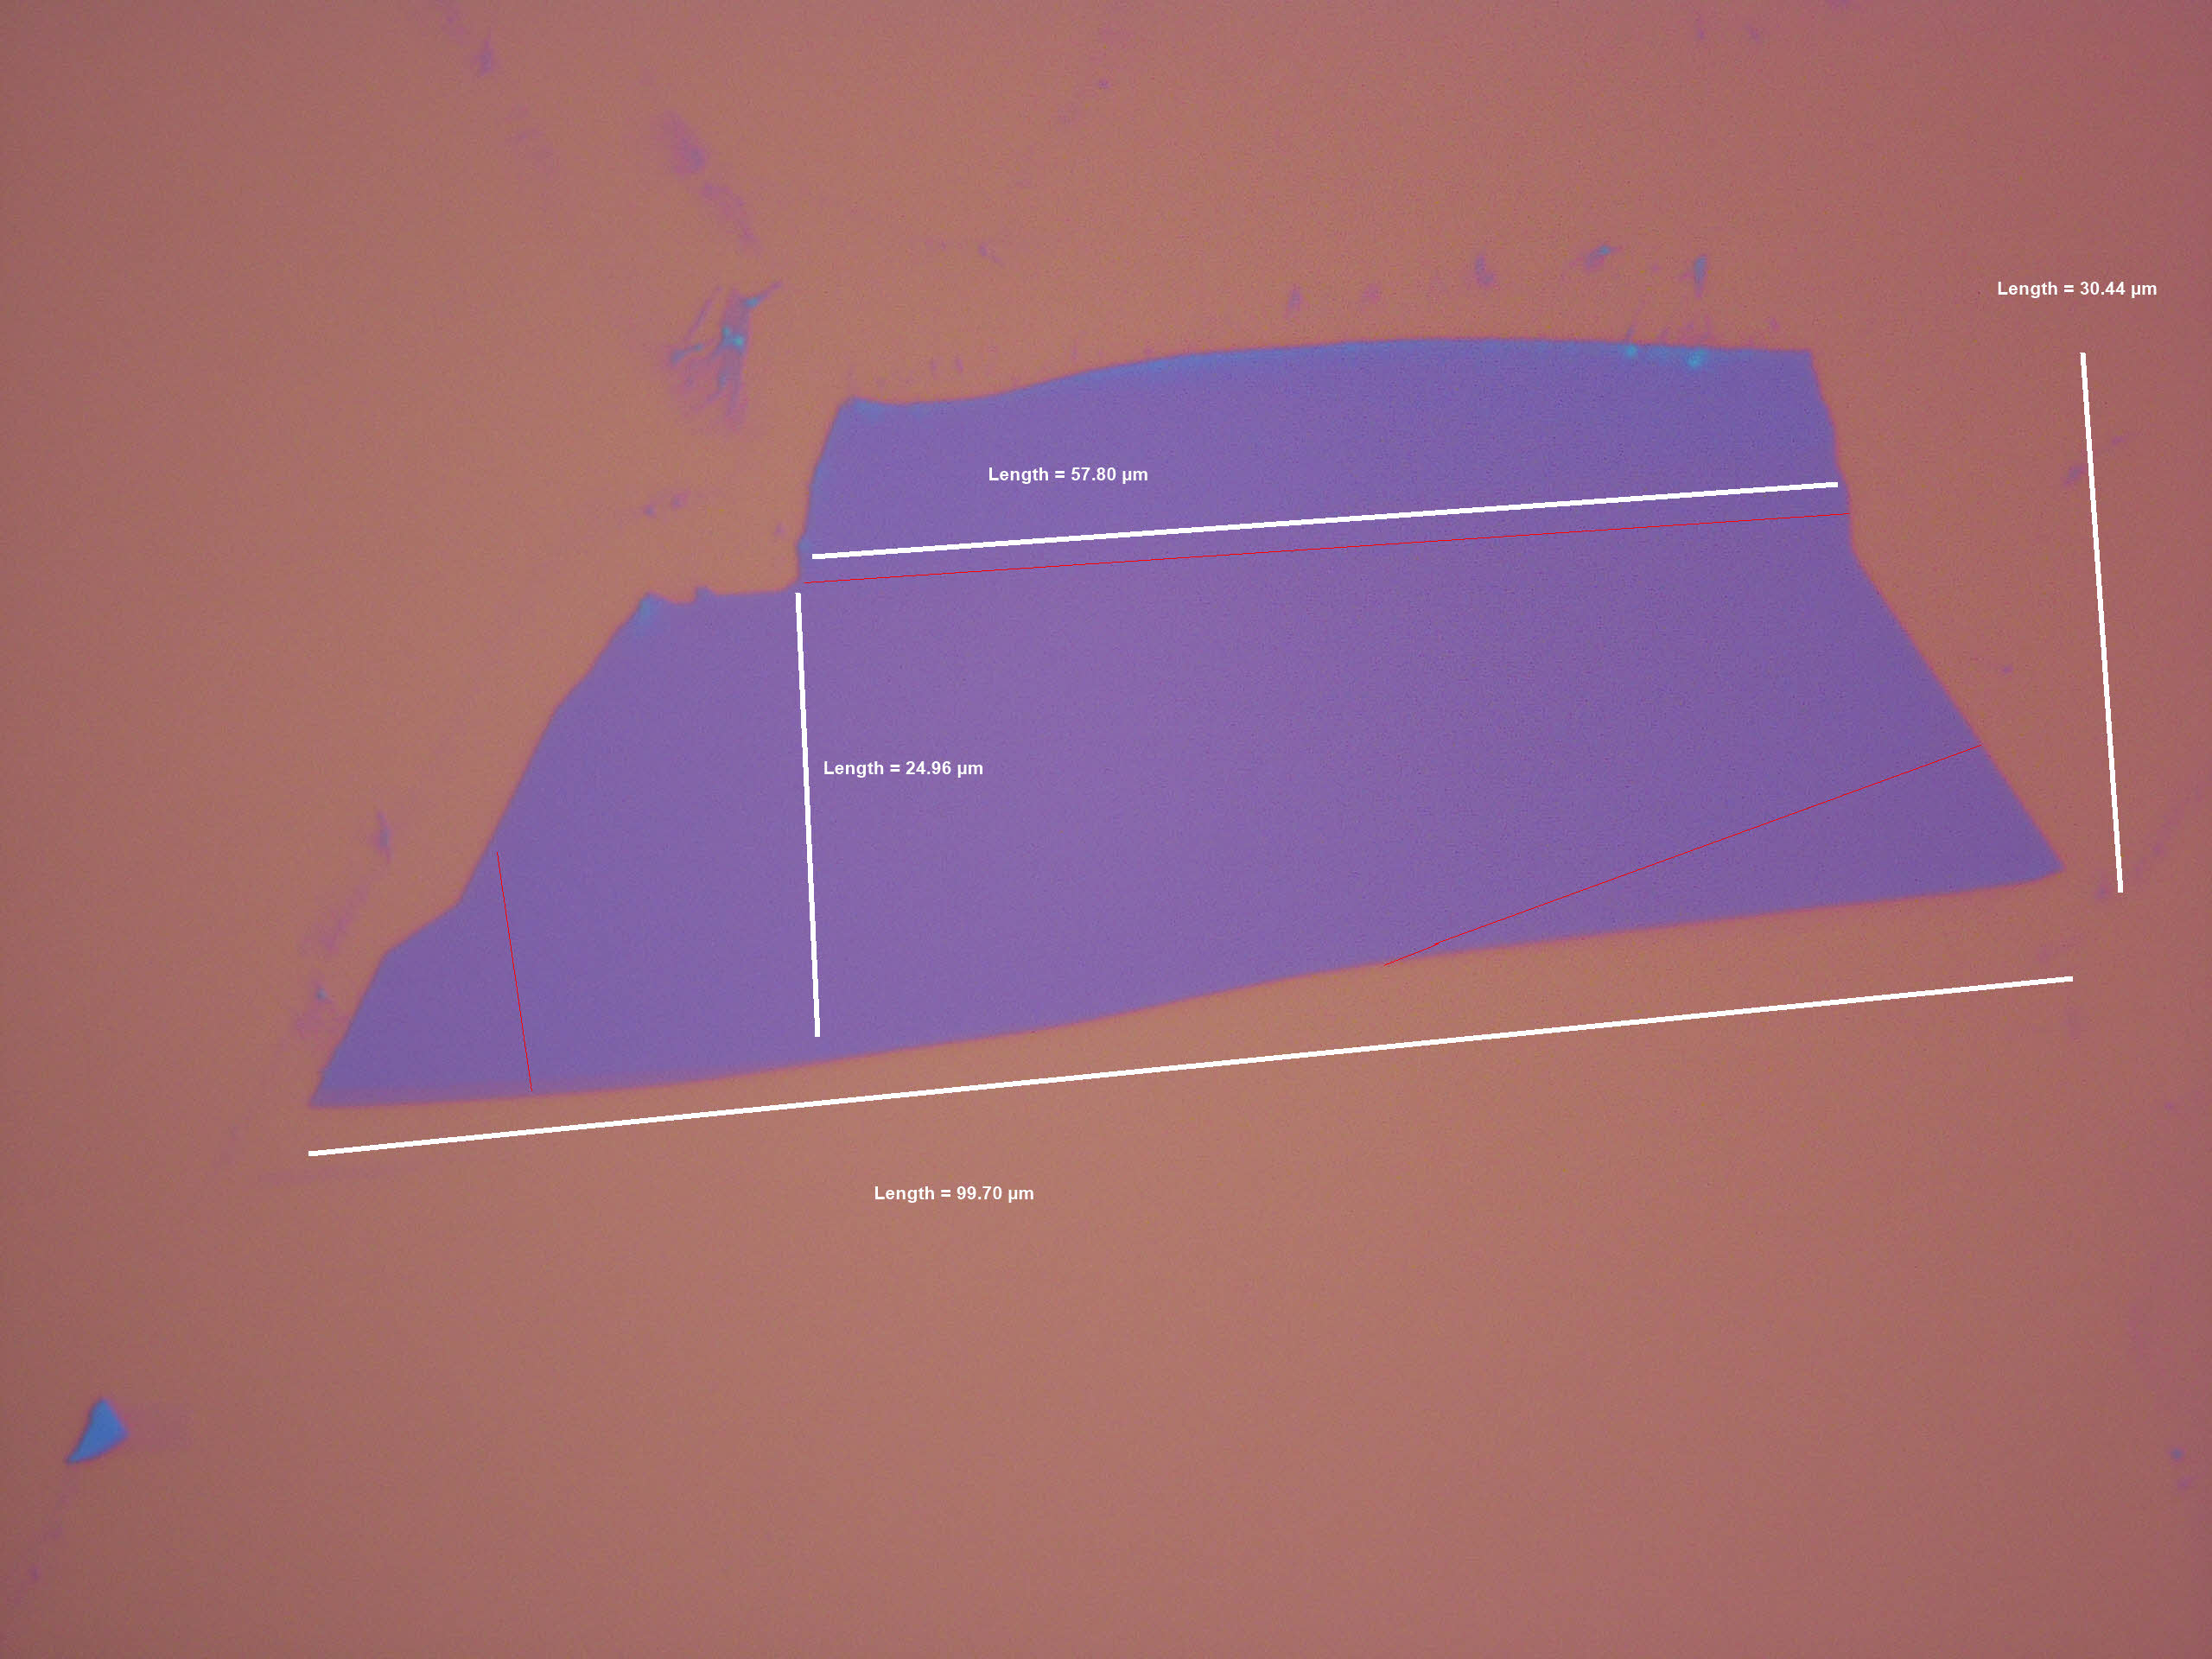 Length = 30.44 µm
Length = 57.80 µm
Length = 24.96 µm
Length = 99.70 µm